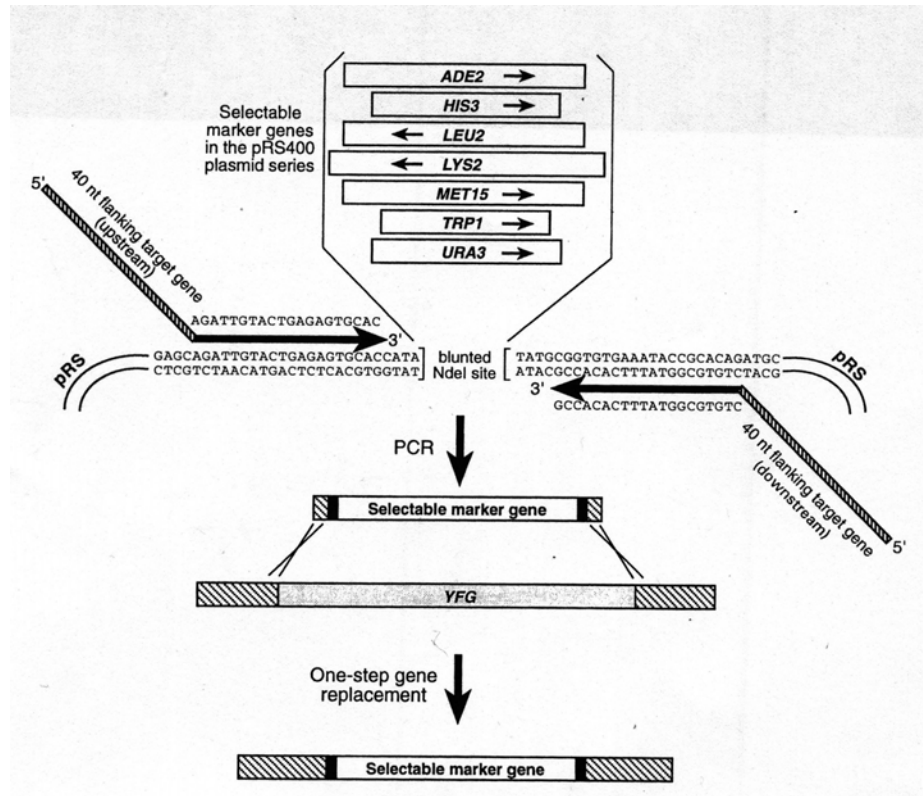 ADE2
HIS3
LEU2
LYS2
MET15
TRP1
URA3
Selectable
marker genes
in the pRS400
plasmid series
5'
40 nt flanking target gene
(upstream)
AGATTGTACTGAGAGTGCAC
3'
pRS
GAGCAGATTGTACTGAGAGTGCACCATA
CTCGTCTAACATGACTCTCACGTGGTAT
blunted
NdeI site
TATGCGGTGTGAAATACCGCACAGATGC
ATACGCCACACTTTATGGCGTGTCTACG
pRS
3'
GCCACACTTTATGGCGTGTC
40 nt flanking target gene
(downstream)
5'
PCR
Selectable marker gene
YFG
One-step gene
replacement
Selectable marker gene